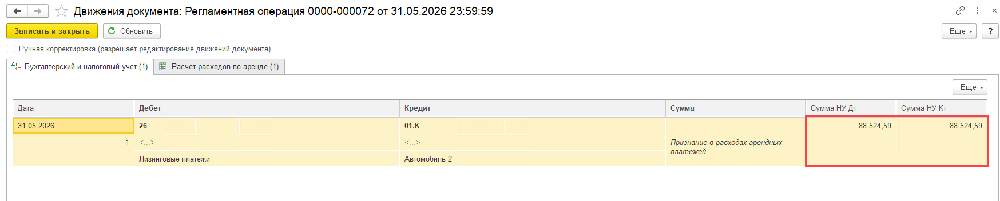 Движения документа: Регламентная операция 0000-000072 от 31.05.2026 23:59:59
Записать и закрыть Обновить Еще ?
Ручная корректировка (разрешает редактирование движений документа)
Дт Кт Бухгалтерский и налоговый учет (1) Расчет расходов по аренде (1)
Еще
Дата Дебет Кредит Сумма Сумма НУ Дт Сумма НУ Кт
31.05.2026 26 01.К 88 524,59 88 524,59
1 <...> <...> Признание в расходах арендных
платежей
Лизинговые платежи Автомобиль 2